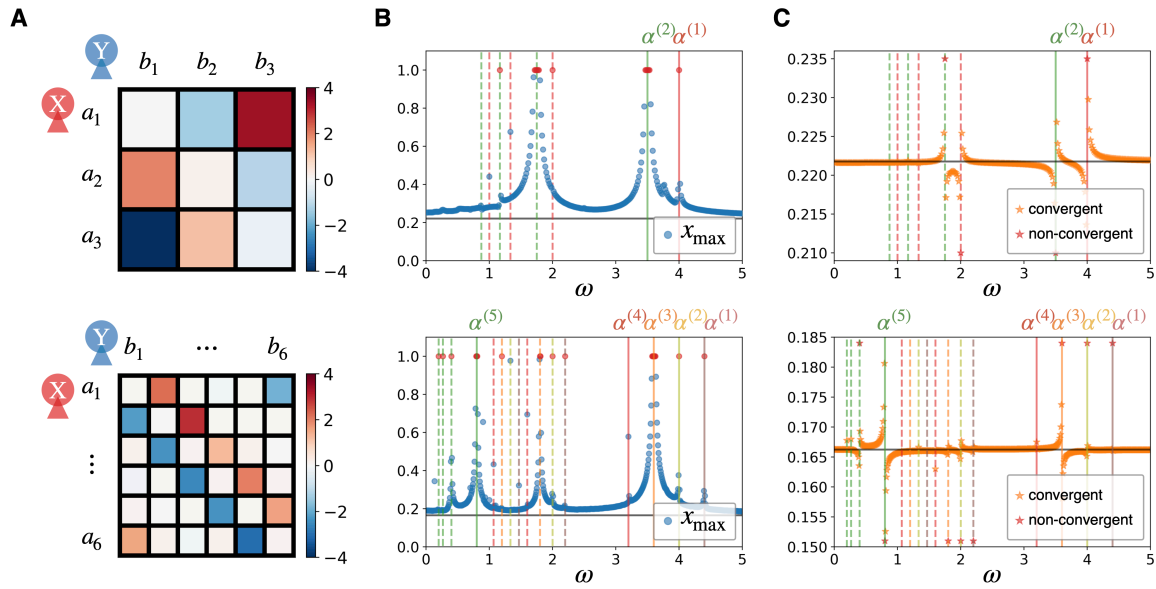 A
Y
b1 b2 b3
X
a1
a2
a3
4
2
0
−2
−4
B
α(2) α(1)
1.0
0.8
0.6
0.4
0.2
0.0
xmax
0 1 2 3 4 5
ω
C
α(2) α(1)
0.235
0.225
0.220
0.215
0.210
convergent
non-convergent
0 1 2 3 4 5
ω
Y
b1 ... b6
X
a1
⋮
a6
4
2
0
−2
−4
α(5) α(4) α(3) α(2) α(1)
1.0
0.8
0.6
0.4
0.2
0.0
xmax
0 1 2 3 4 5
ω
α(5) α(4) α(3) α(2) α(1)
0.185
0.175
0.170
0.165
0.160
0.155
0.150
convergent
non-convergent
0 1 2 3 4 5
ω